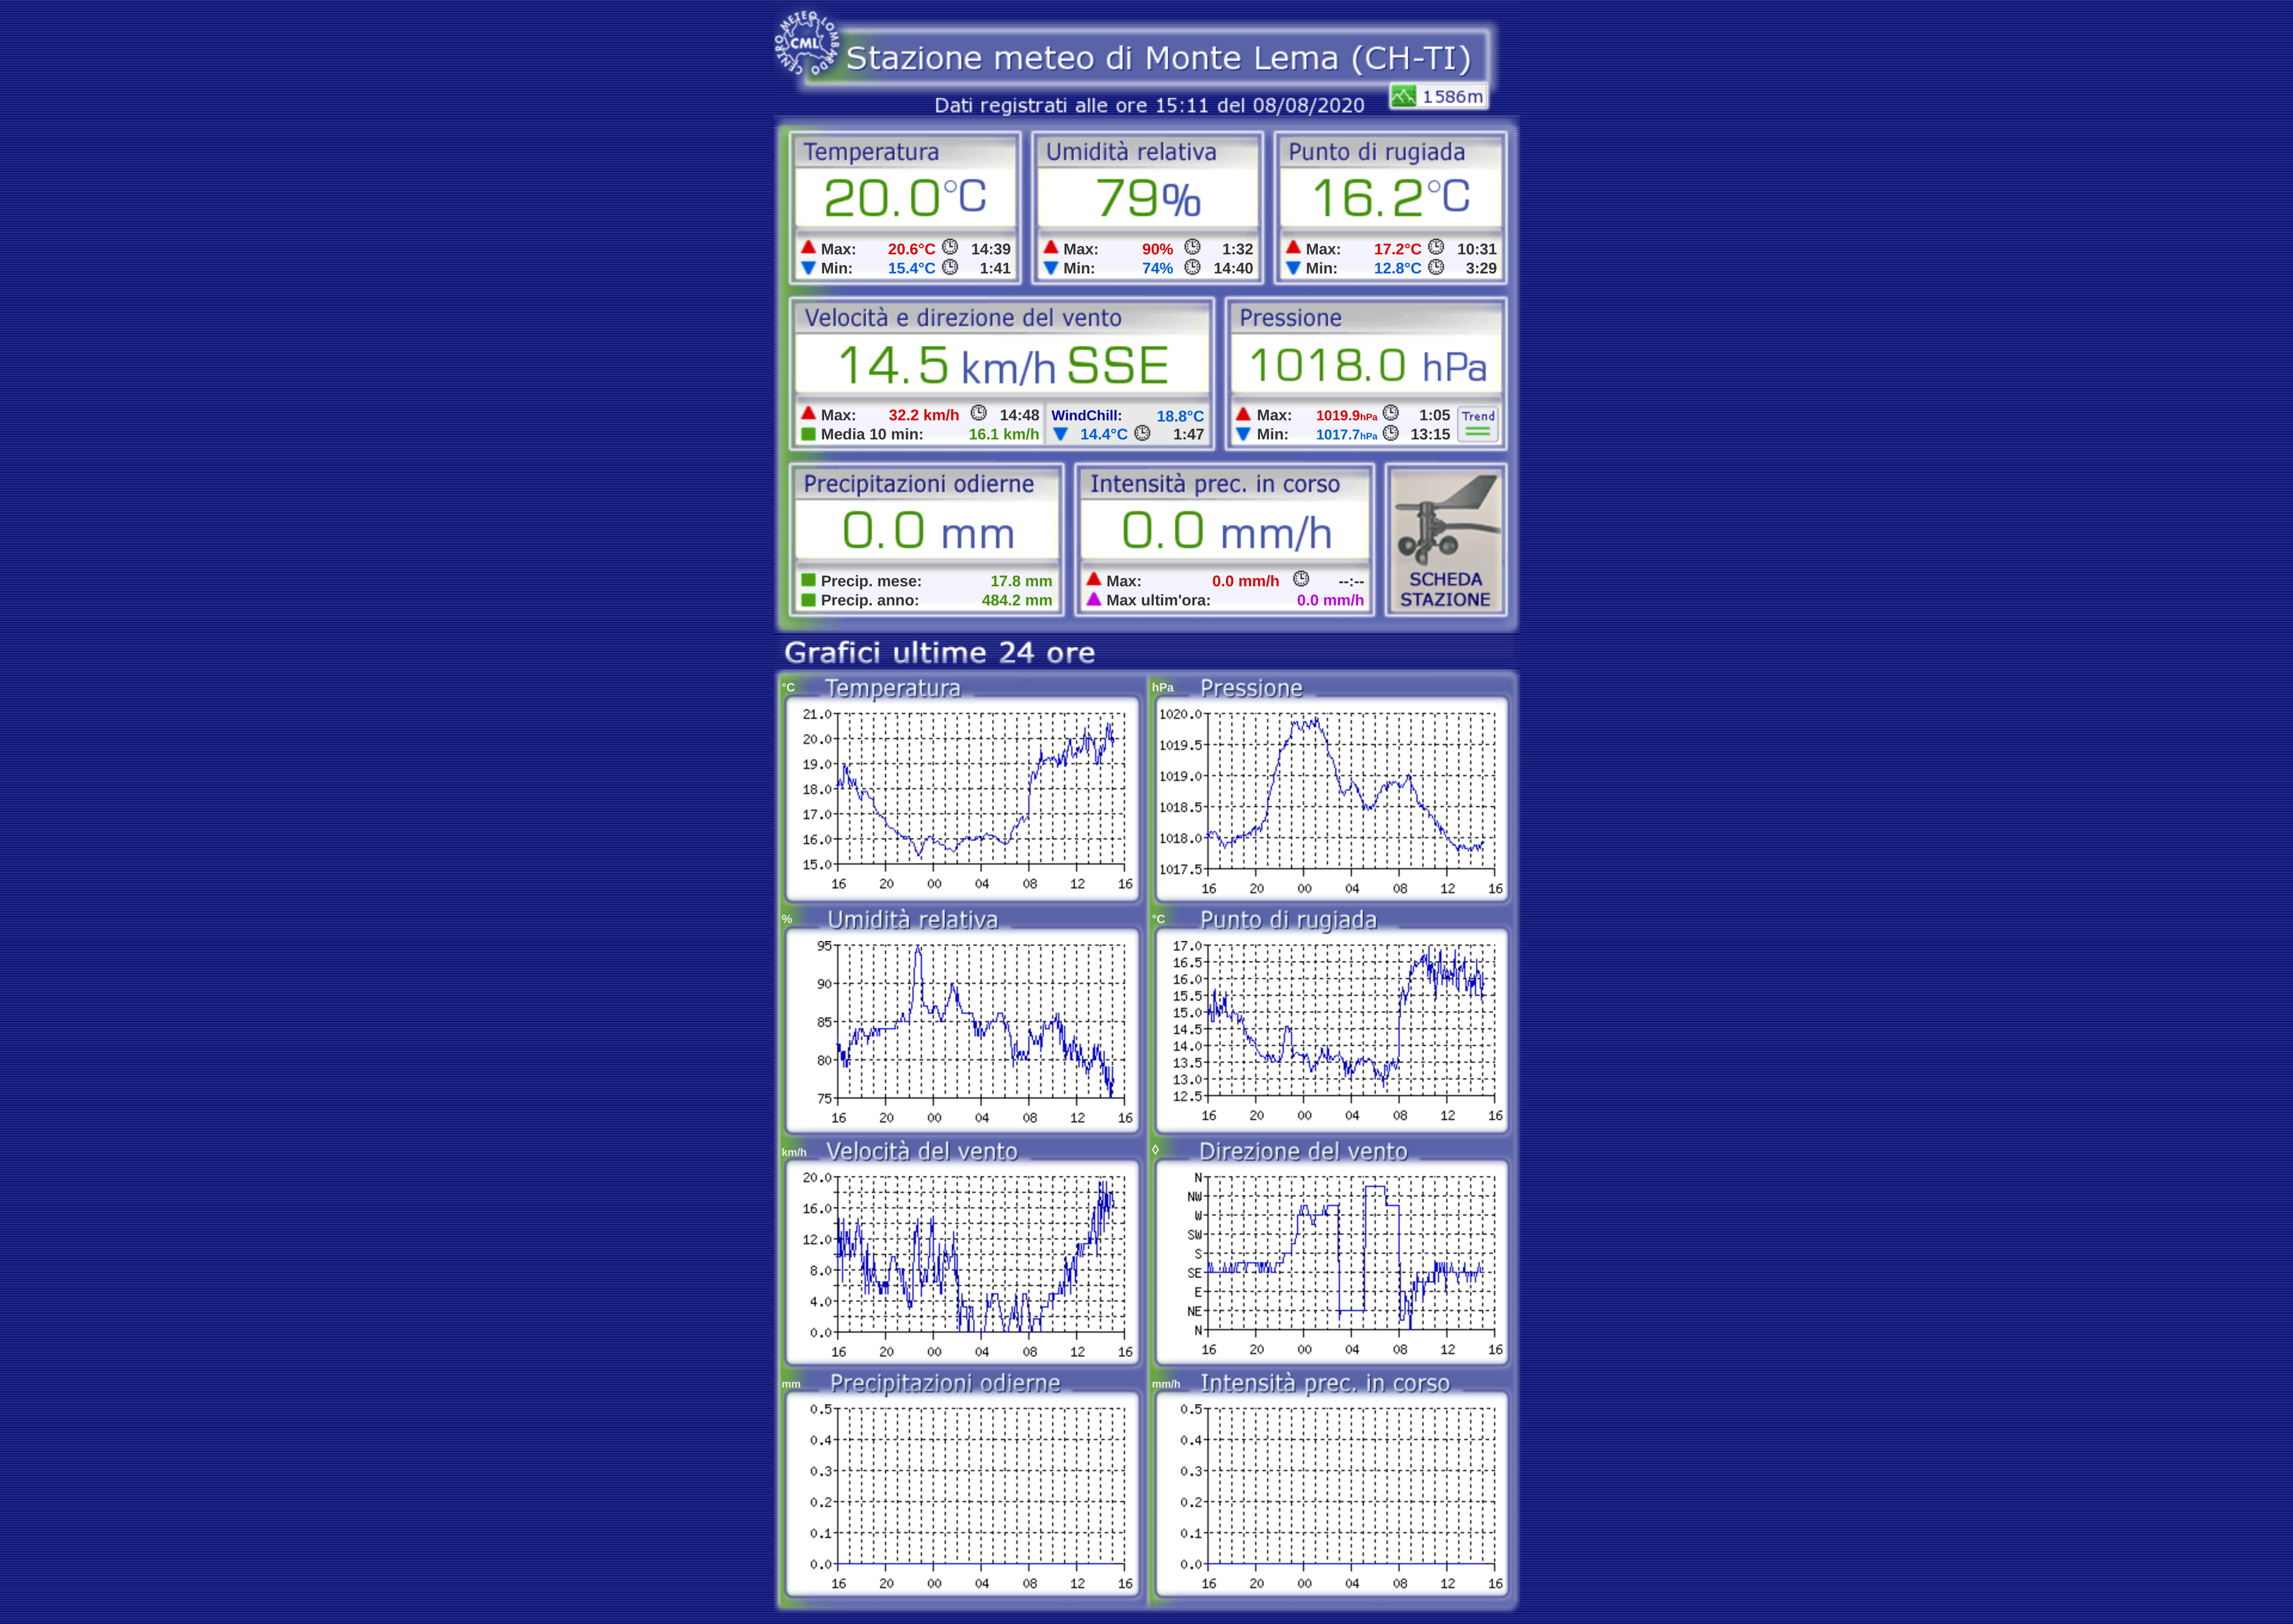 CENTRO METEO LOMBARDO
CML
Stazione meteo di Monte Lema (CH-TI)
Dati registrati alle ore 15:11 del 08/08/2020
1586m
Temperatura
20.0°C
Max: 20.6°C 14:39
Min: 15.4°C 1:41
Umidità relativa
79%
Max: 90% 1:32
Min: 74% 14:40
Punto di rugiada
16.2°C
Max: 17.2°C 10:31
Min: 12.8°C 3:29
Velocità e direzione del vento
14.5 km/h SSE
Max: 32.2 km/h 14:48
Media 10 min: 16.1 km/h
WindChill: 18.8°C
14.4°C 1:47
Pressione
1018.0 hPa
Max: 1019.9hPa 1:05
Min: 1017.7hPa 13:15
Trend
Precipitazioni odierne
0.0 mm
Precip. mese: 17.8 mm
Precip. anno: 484.2 mm
Intensità prec. in corso
0.0 mm/h
Max: 0.0 mm/h --:--
Max ultim'ora: 0.0 mm/h
SCHEDA
STAZIONE
Grafici ultime 24 ore
°C Temperatura
21.0
20.0
19.0
18.0
17.0
16.0
15.0
16 20 00 04 08 12 16
hPa Pressione
1020.0
1019.5
1019.0
1018.5
1018.0
1017.5
16 20 00 04 08 12 16
% Umidità relativa
95
90
85
80
75
16 20 00 04 08 12 16
°C Punto di rugiada
17.0
16.5
16.0
15.5
15.0
14.5
14.0
13.5
13.0
12.5
16 20 00 04 08 12 16
km/h Velocità del vento
20.0
16.0
12.0
8.0
4.0
0.0
16 20 00 04 08 12 16
◊ Direzione del vento
N
NW
W
SW
S
SE
E
NE
N
16 20 00 04 08 12 16
mm Precipitazioni odierne
0.5
0.4
0.3
0.2
0.1
0.0
16 20 00 04 08 12 16
mm/h Intensità prec. in corso
0.5
0.4
0.3
0.2
0.1
0.0
16 20 00 04 08 12 16